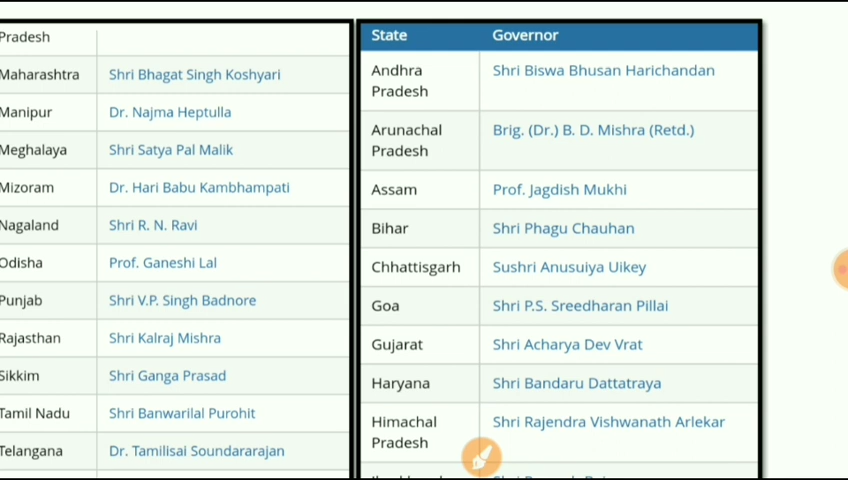 Pradesh
Maharashtra Shri Bhagat Singh Koshyari
Manipur Dr. Najma Heptulla
Meghalaya Shri Satya Pal Malik
Mizoram Dr. Hari Babu Kambhampati
Nagaland Shri R. N. Ravi
Odisha Prof. Ganeshi Lal
Punjab Shri V.P. Singh Badnore
Rajasthan Shri Kalraj Mishra
Sikkim Shri Ganga Prasad
Tamil Nadu Shri Banwarilal Purohit
Telangana Dr. Tamilisai Soundararajan
State Governor
Andhra
Pradesh
Shri Biswa Bhusan Harichandan
Arunachal
Pradesh
Brig. (Dr.) B. D. Mishra (Retd.)
Assam Prof. Jagdish Mukhi
Bihar Shri Phagu Chauhan
Chhattisgarh Sushri Anusuiya Uikey
Goa Shri P.S. Sreedharan Pillai
Gujarat Shri Acharya Dev Vrat
Haryana Shri Bandaru Dattatraya
Himachal
Pradesh
Shri Rajendra Vishwanath Arlekar